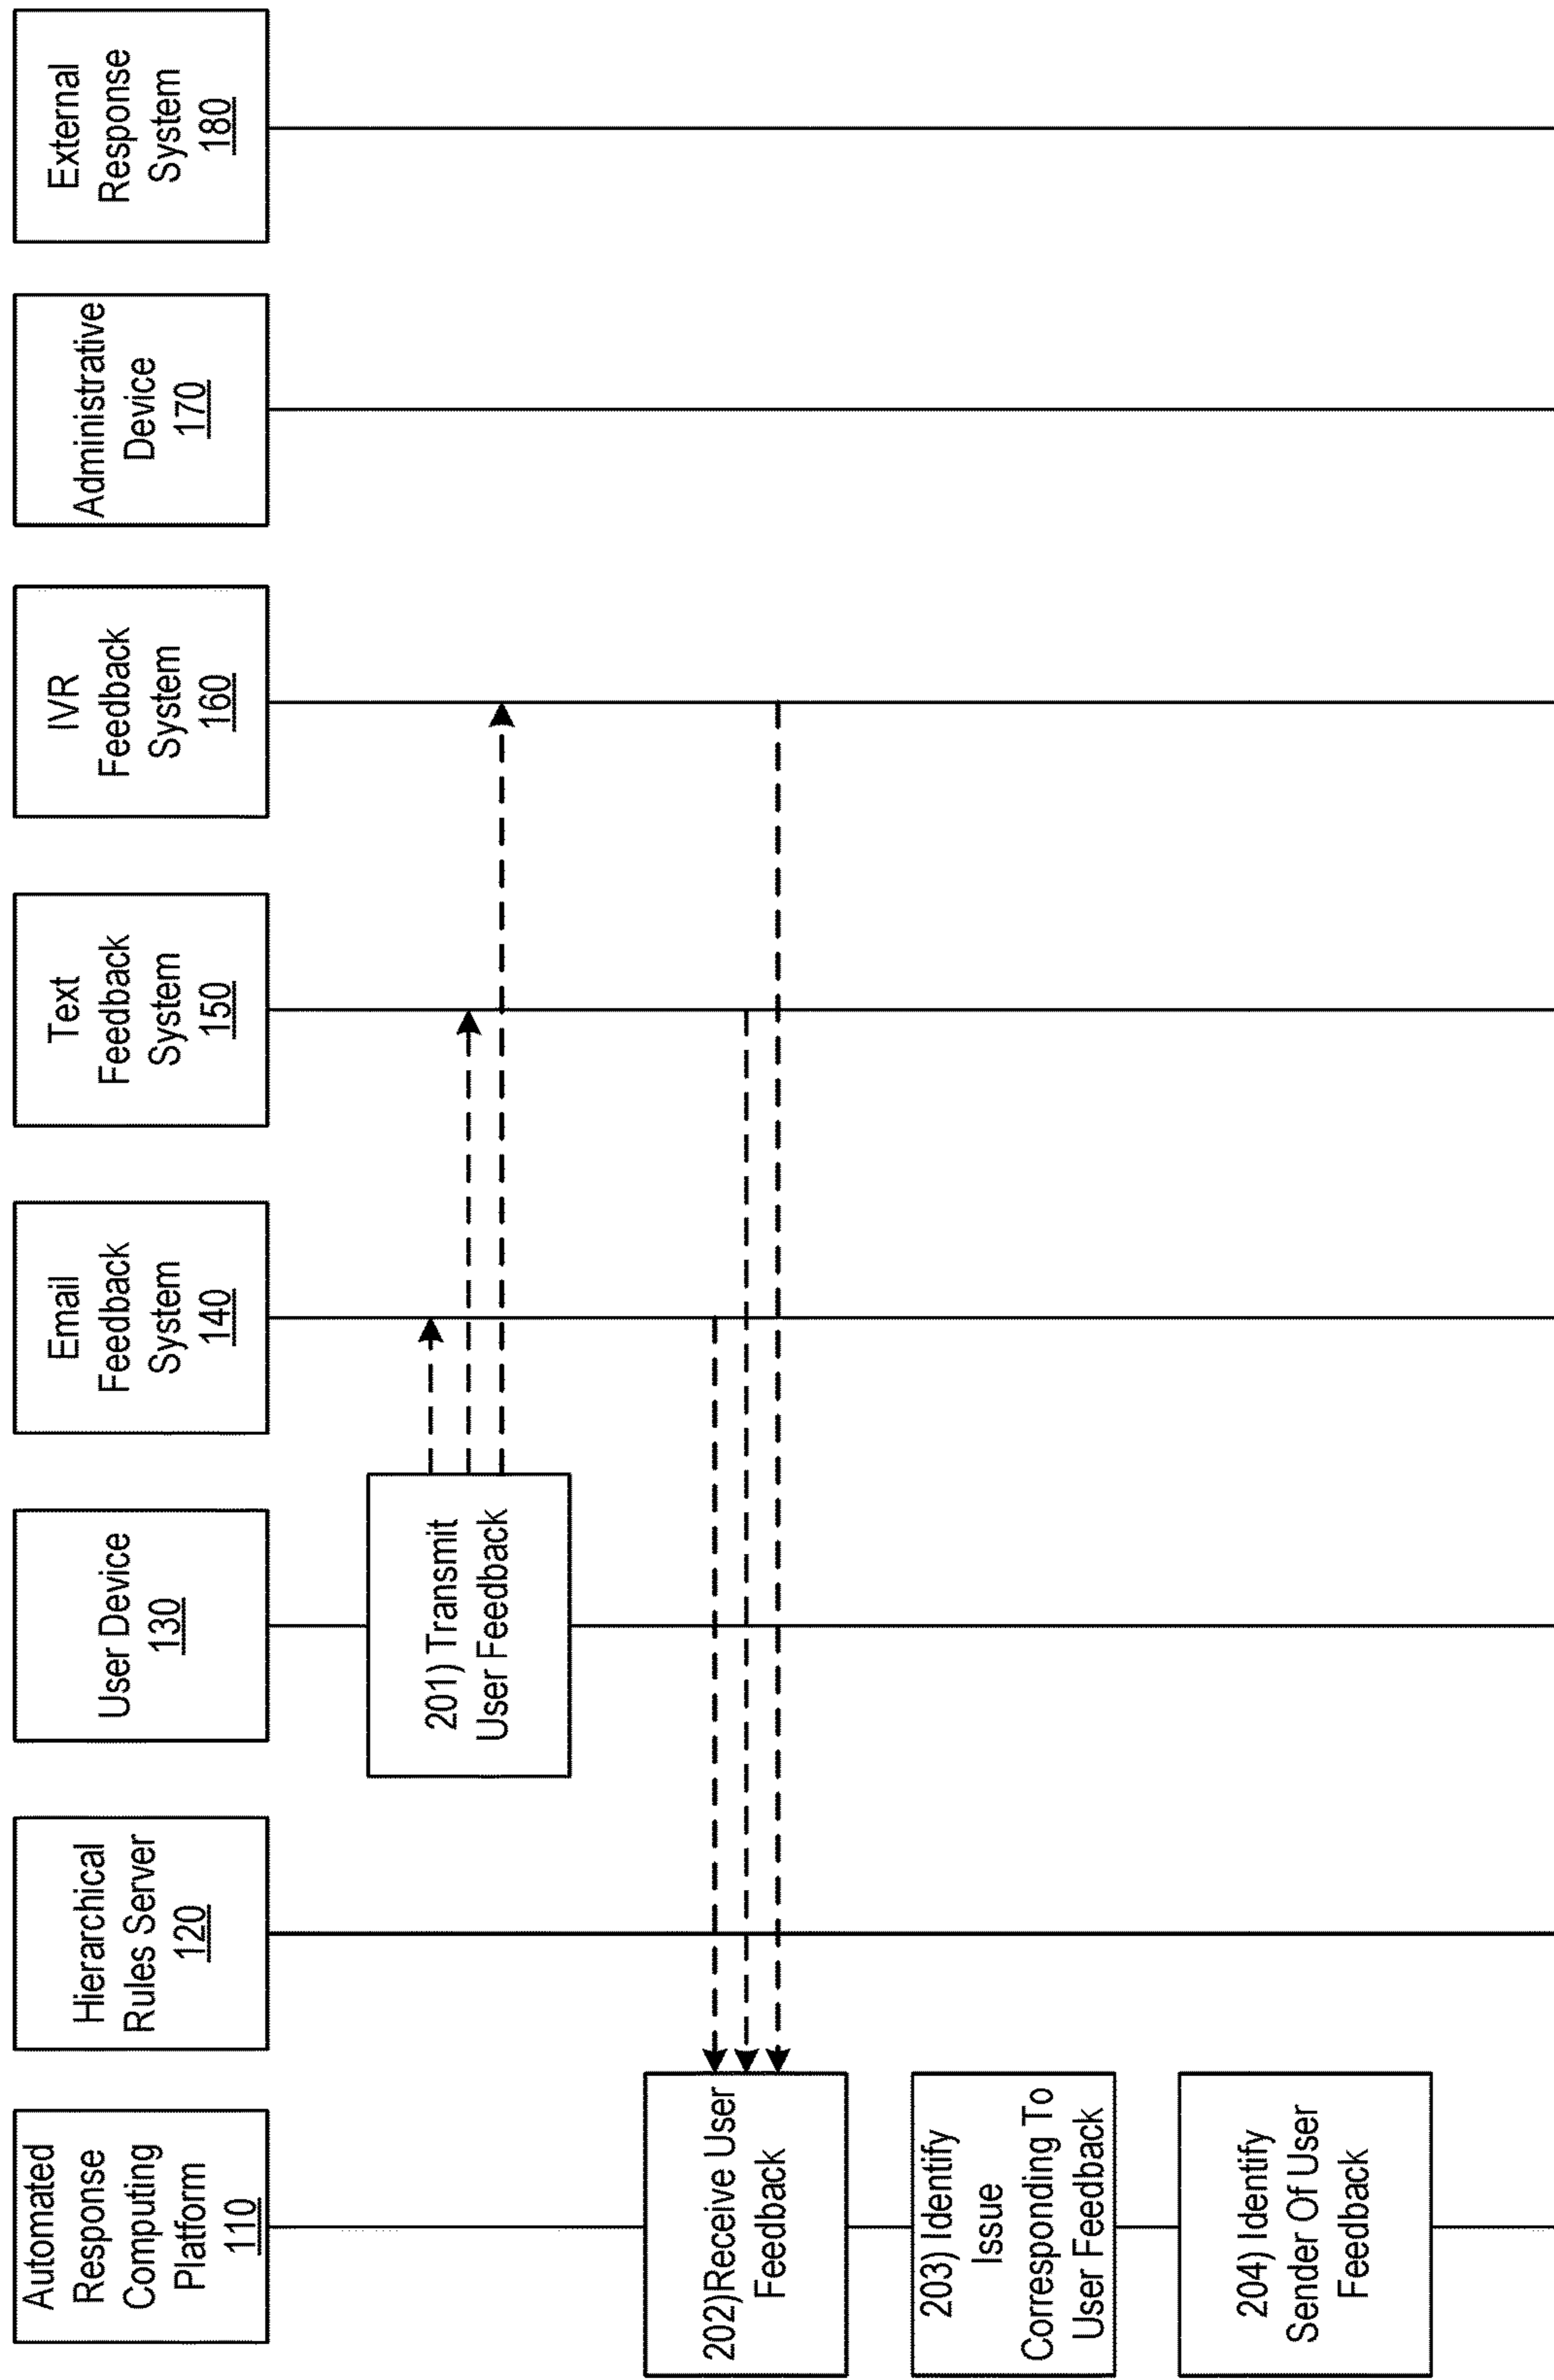 Automated
Response
Computing
Platform
110
Hierarchical
Rules Server
120
User Device
130
Email
Feedback
System
140
Text
Feedback
System
150
IVR
Feedback
System
160
Administrative
Device
170
External
Response
System
180
201) Transmit
User Feedback
202)Receive User
Feedback
203) Identify
Issue
Corresponding To
User Feedback
204) Identify
Sender Of User
Feedback